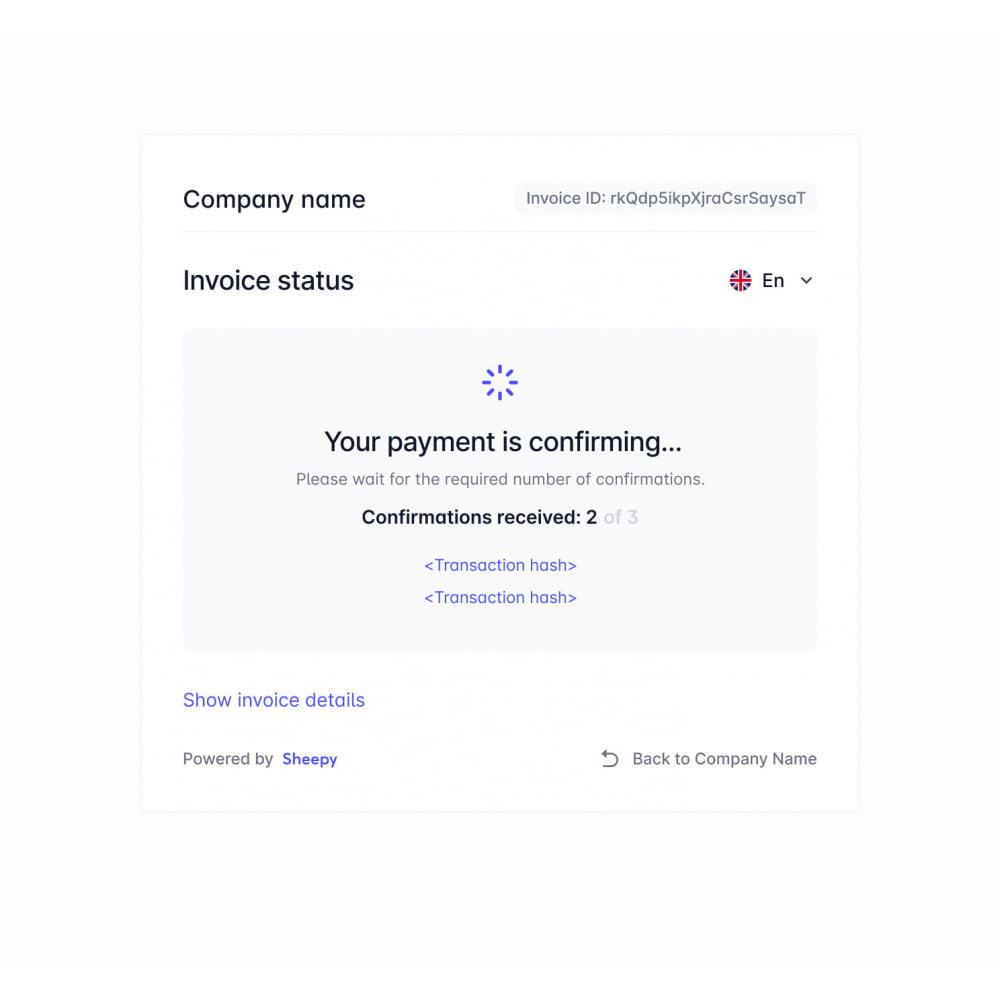 Company name
Invoice ID: rkQdp5ikpXjraCsrSaysaT
Invoice status
En
Your payment is confirming...
Please wait for the required number of confirmations.
Confirmations received: 2 of 3
<Transaction hash>
<Transaction hash>
Show invoice details
Powered by Sheepy
Back to Company Name